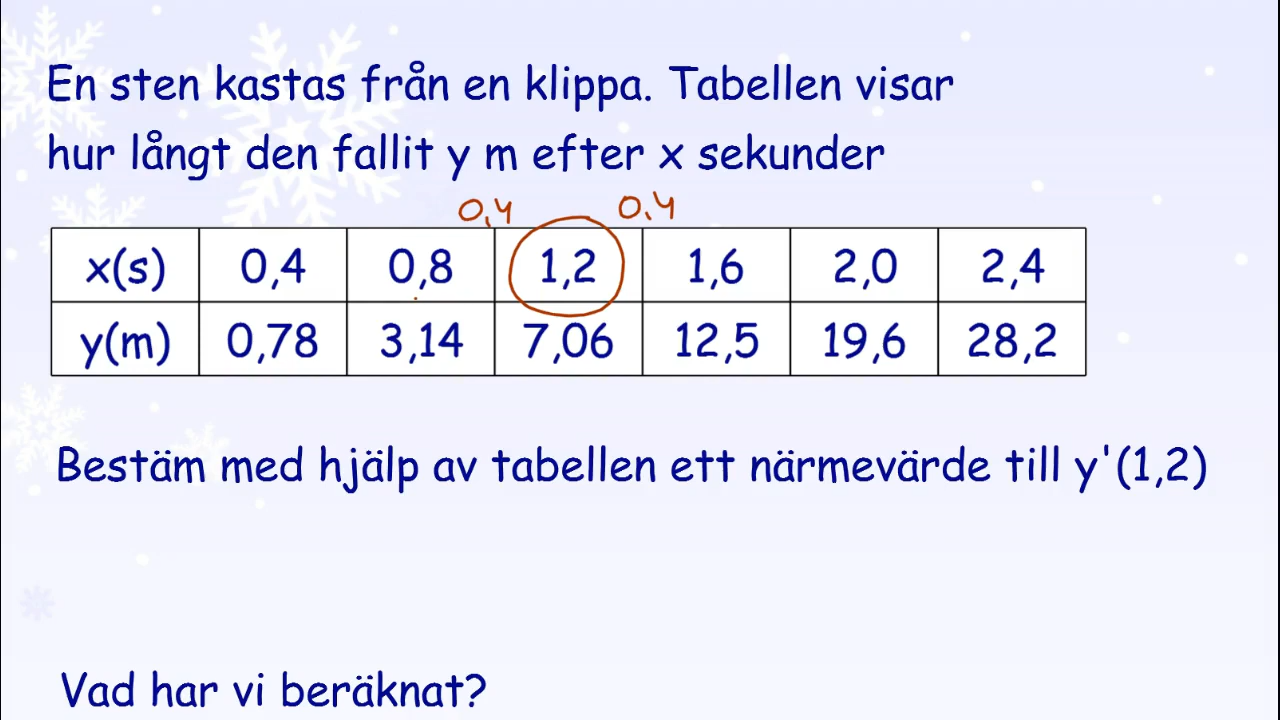 En sten kastas från en klippa. Tabellen visar
hur långt den fallit y m efter x sekunder
0,4 0,4
x(s) 0,4 0,8 1,2 1,6 2,0 2,4
y(m) 0,78 3,14 7,06 12,5 19,6 28,2
Bestäm med hjälp av tabellen ett närmevärde till y'(1,2)
Vad har vi beräknat?